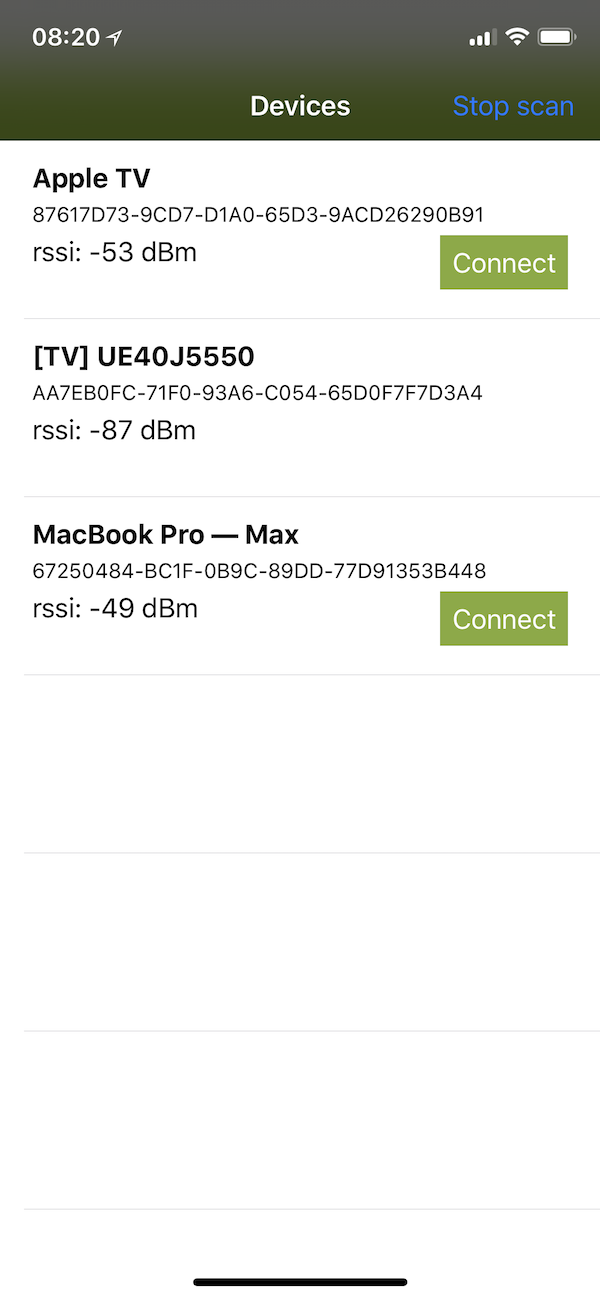 08:20
Devices
Stop scan
Apple TV
87617D73-9CD7-D1A0-65D3-9ACD26290B91
rssi: -53 dBm
Connect
[TV] UE40J5550
AA7EB0FC-71F0-93A6-C054-65D0F7F7D3A4
rssi: -87 dBm
MacBook Pro — Max
67250484-BC1F-0B9C-89DD-77D91353B448
rssi: -49 dBm
Connect